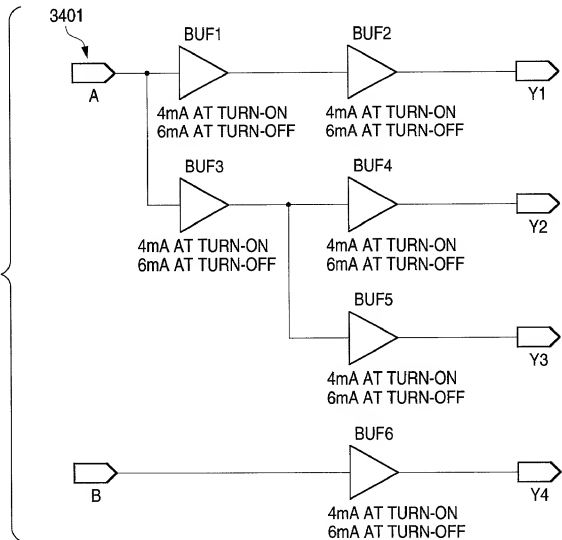 3401
BUF1
BUF2
A
Y1
4mA AT TURN-ON
6mA AT TURN-OFF
4mA AT TURN-ON
6mA AT TURN-OFF
BUF3
BUF4
Y2
4mA AT TURN-ON
6mA AT TURN-OFF
4mA AT TURN-ON
6mA AT TURN-OFF
BUF5
Y3
4mA AT TURN-ON
6mA AT TURN-OFF
BUF6
B
Y4
4mA AT TURN-ON
6mA AT TURN-OFF